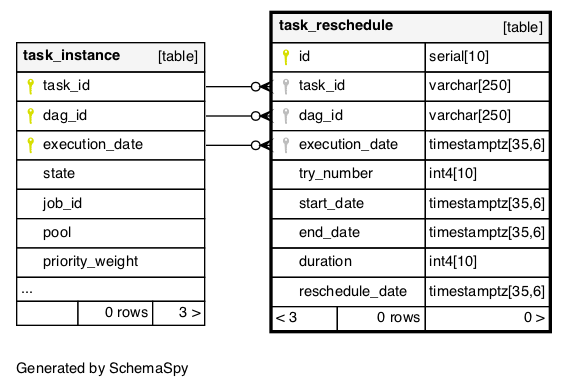 task_instance [table]
task_id
dag_id
execution_date
state
job_id
pool
priority_weight
...
0 rows 3 >
task_reschedule [table]
id serial[10]
task_id varchar[250]
dag_id varchar[250]
execution_date timestamptz[35,6]
try_number int4[10]
start_date timestamptz[35,6]
end_date timestamptz[35,6]
duration int4[10]
reschedule_date timestamptz[35,6]
< 3 0 rows 0 >
Generated by SchemaSpy